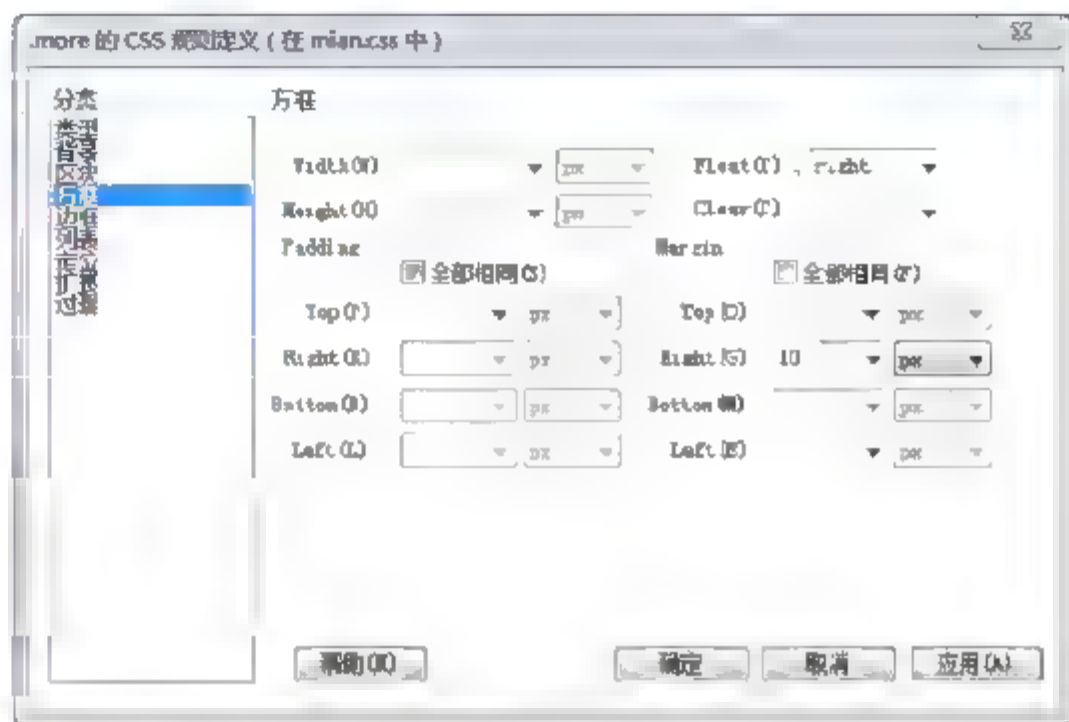 .more 的 CSS 规则定义 ( 在 mian.css 中 )
分类
类型
背景
区块
方框
边框
列表
定义
扩展
过渡
方框
Width(W) px Float(T) : right
Height(H) px Clear(C)
Padding Margin
全部相同(S) 全部相同(F)
Top(P) px Top(O) px
Right(R) px Right(G) 10 px
Bottom(B) px Bottom(M) px
Left(L) px Left(E) px
帮助(H) 确定 取消 应用(A)